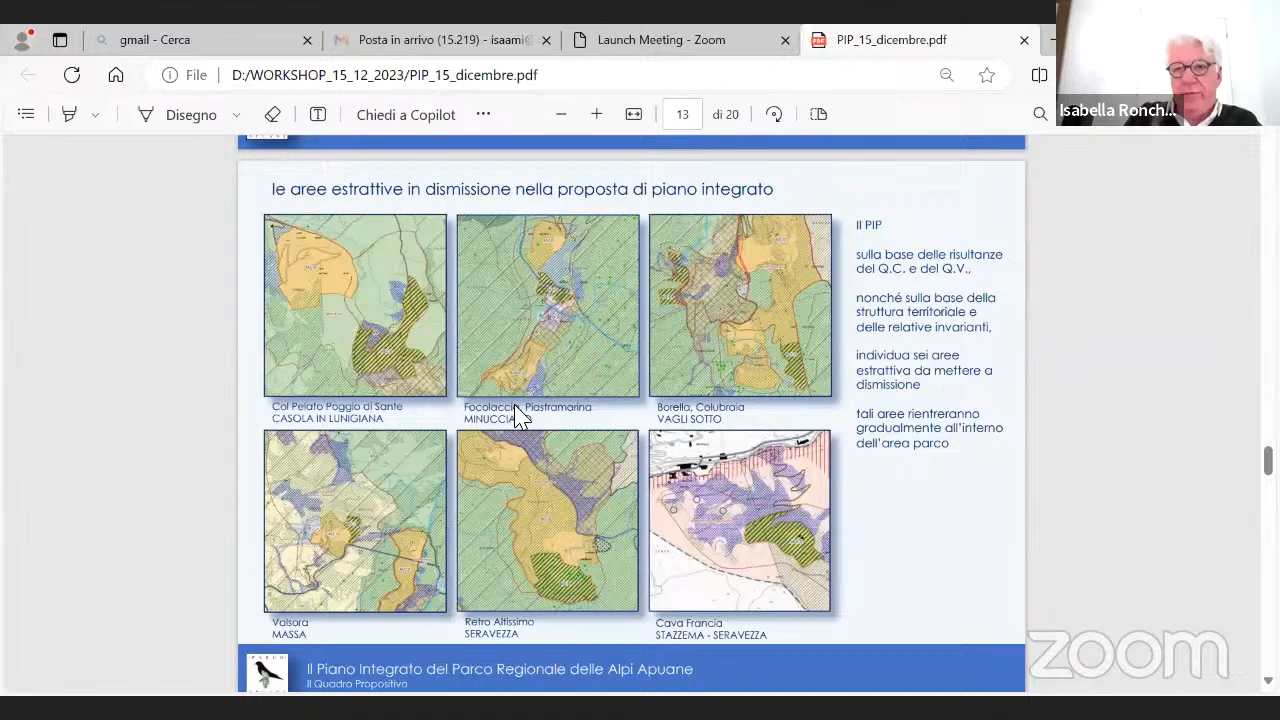 gmail - Cerca
Posta in arrivo (15.219) - isaami@
Launch Meeting - Zoom
PIP_15_dicembre.pdf
File
D:/WORKSHOP_15_12_2023/PIP_15_dicembre.pdf
Disegno
Chiedi a Copilot
13
di 20
Isabella Ronch...
le aree estrattive in dismissione nella proposta di piano integrato
Il PIP
sulla base delle risultanze
del Q.C. e del Q.V.,
nonché sulla base della
struttura territoriale e
delle relative invarianti,
individua sei aree
estrattiva da mettere a
dismissione
tali aree rientreranno
gradualmente all'interno
dell'area parco
Col Pelato Poggio di Sante
CASOLA IN LUNIGIANA
Focolaccia, Piastramarina
MINUCCIA
Borella, Colubraia
VAGLI SOTTO
Valsora
MASSA
Retro Altissimo
SERAVEZZA
Cava Francia
STAZZEMA - SERAVEZZA
PARCO
Il Piano Integrato del Parco Regionale delle Alpi Apuane
Il Quadro Propositivo
zoom